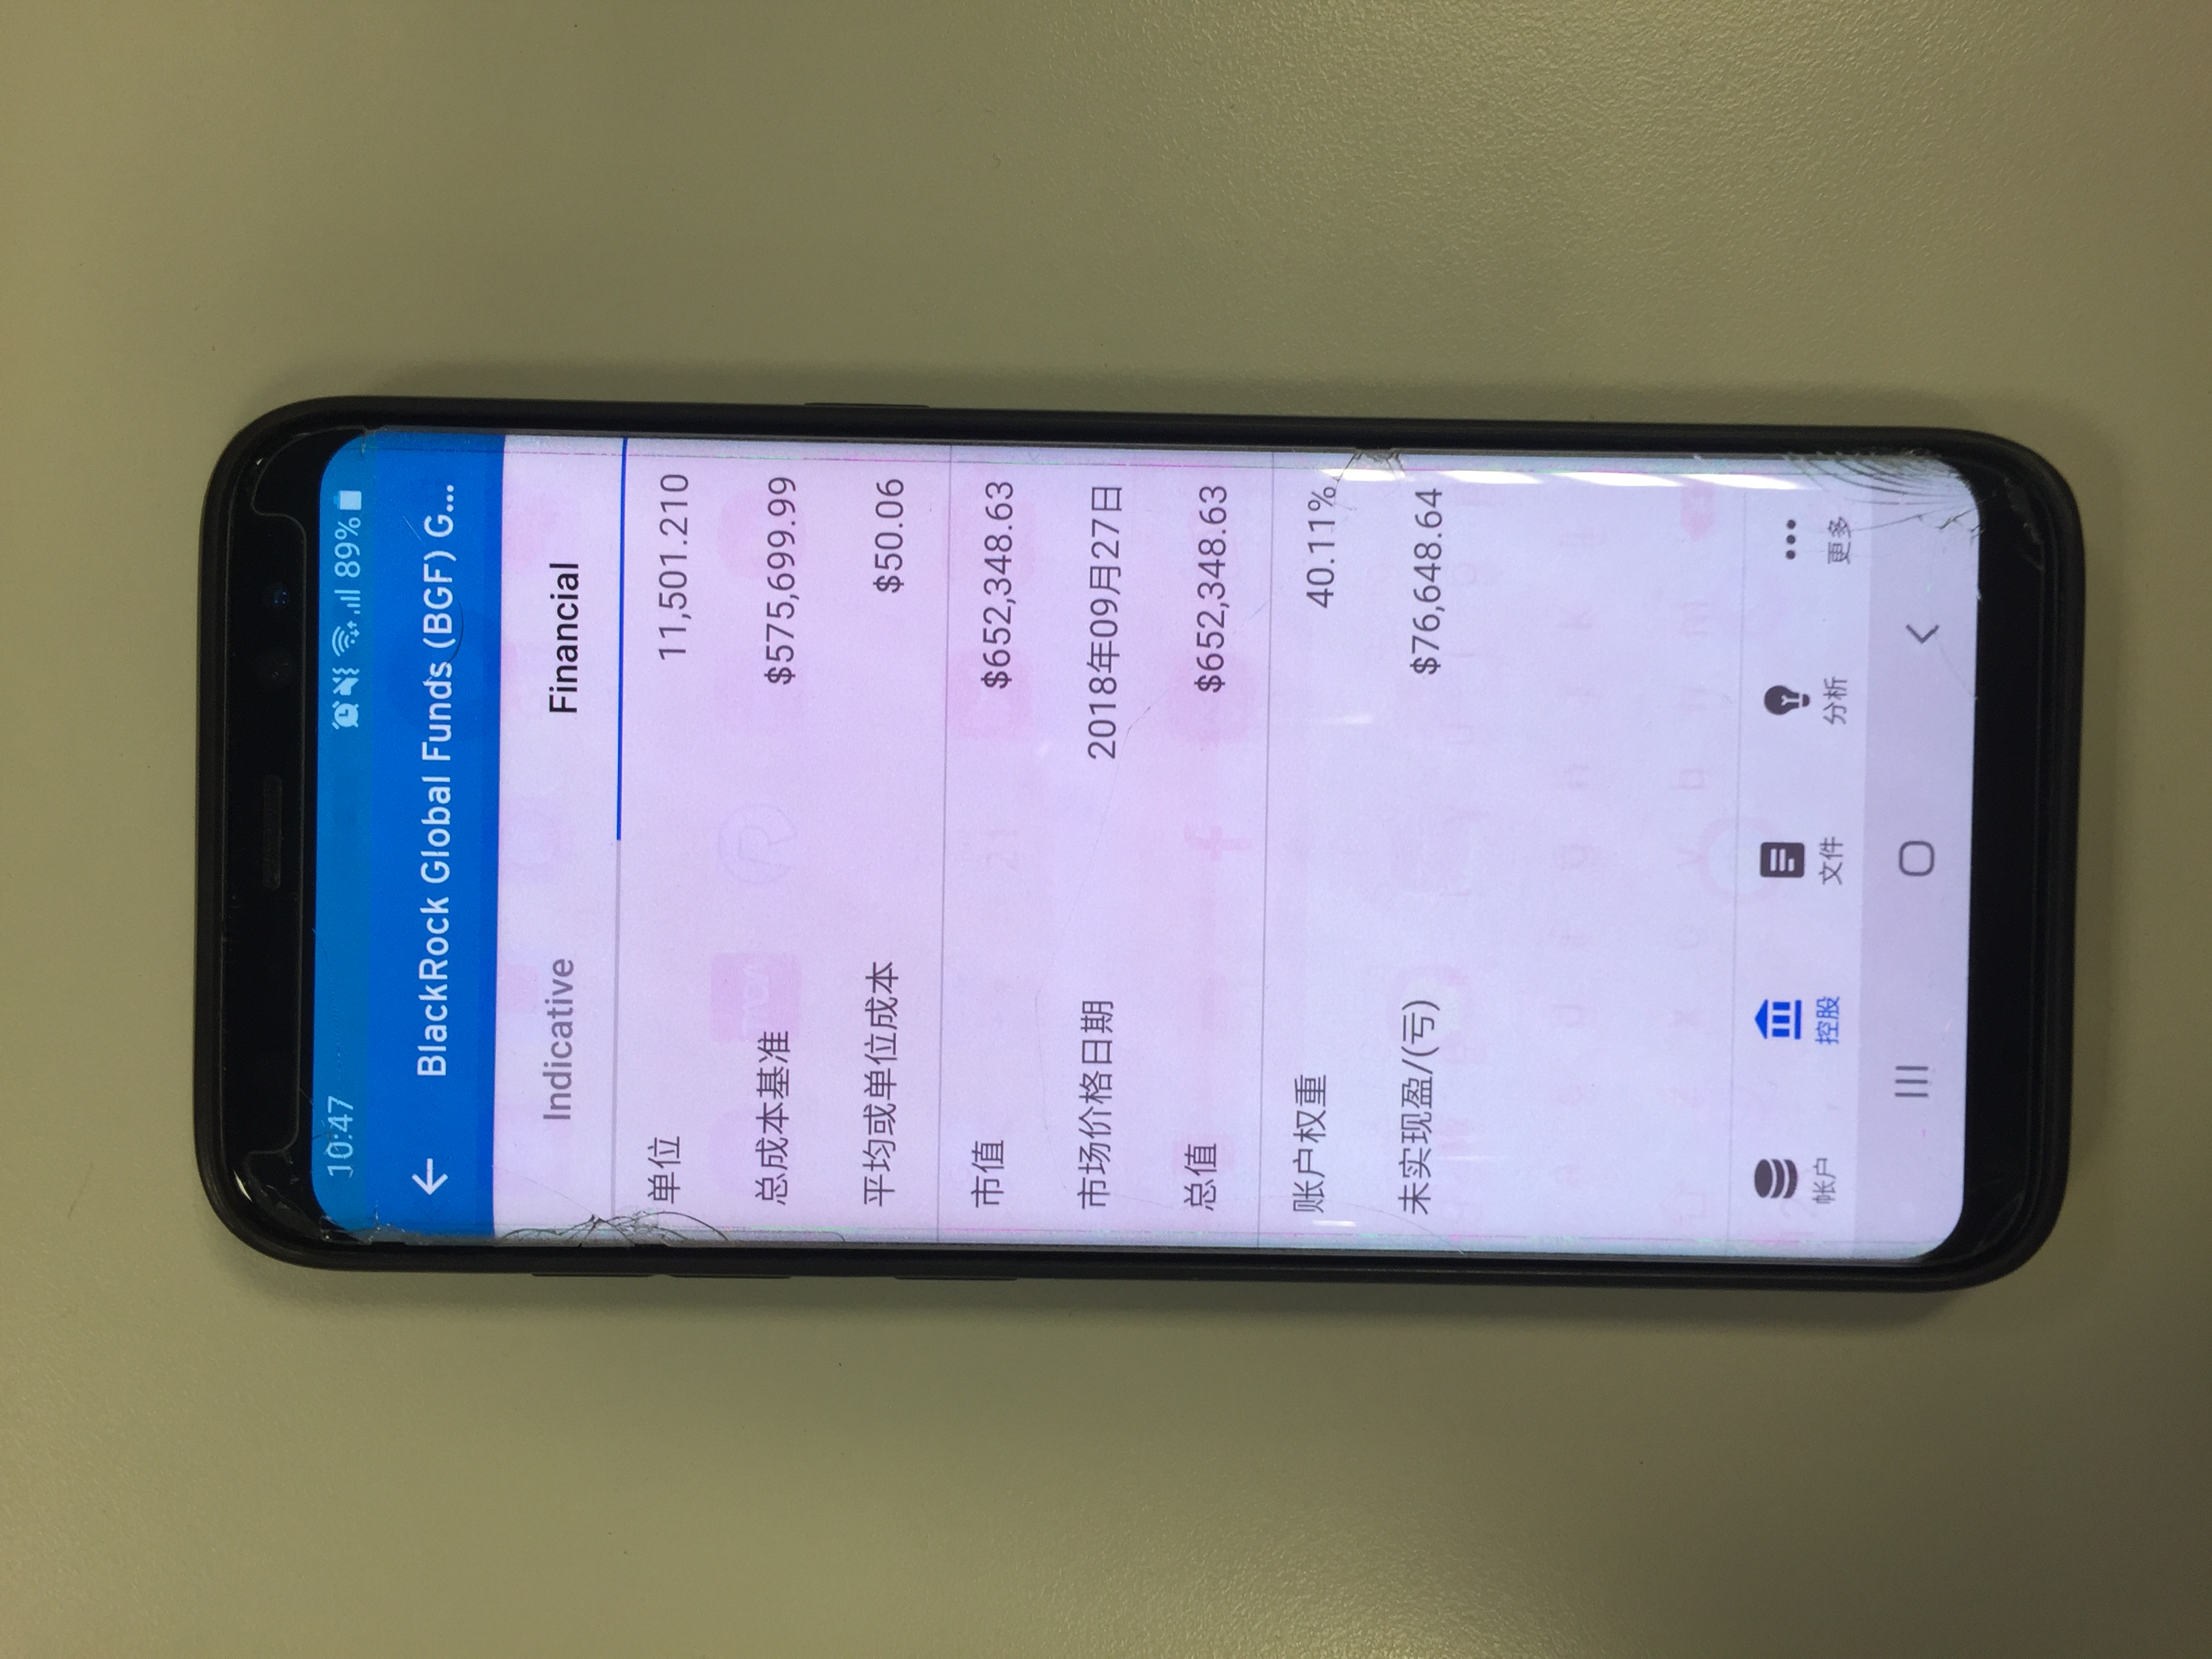 10:47 89%
BlackRock Global Funds (BGF) G...
Indicative Financial
单位 11,501.210
总成本基准 $575,699.99
平均或单位成本 $50.06
市值 $652,348.63
市场价格日期 2018年09月27日
总值 $652,348.63
账户权重 40.11%
未实现盈/(亏) $76,648.64
帐户 控股 文件 分析 更多